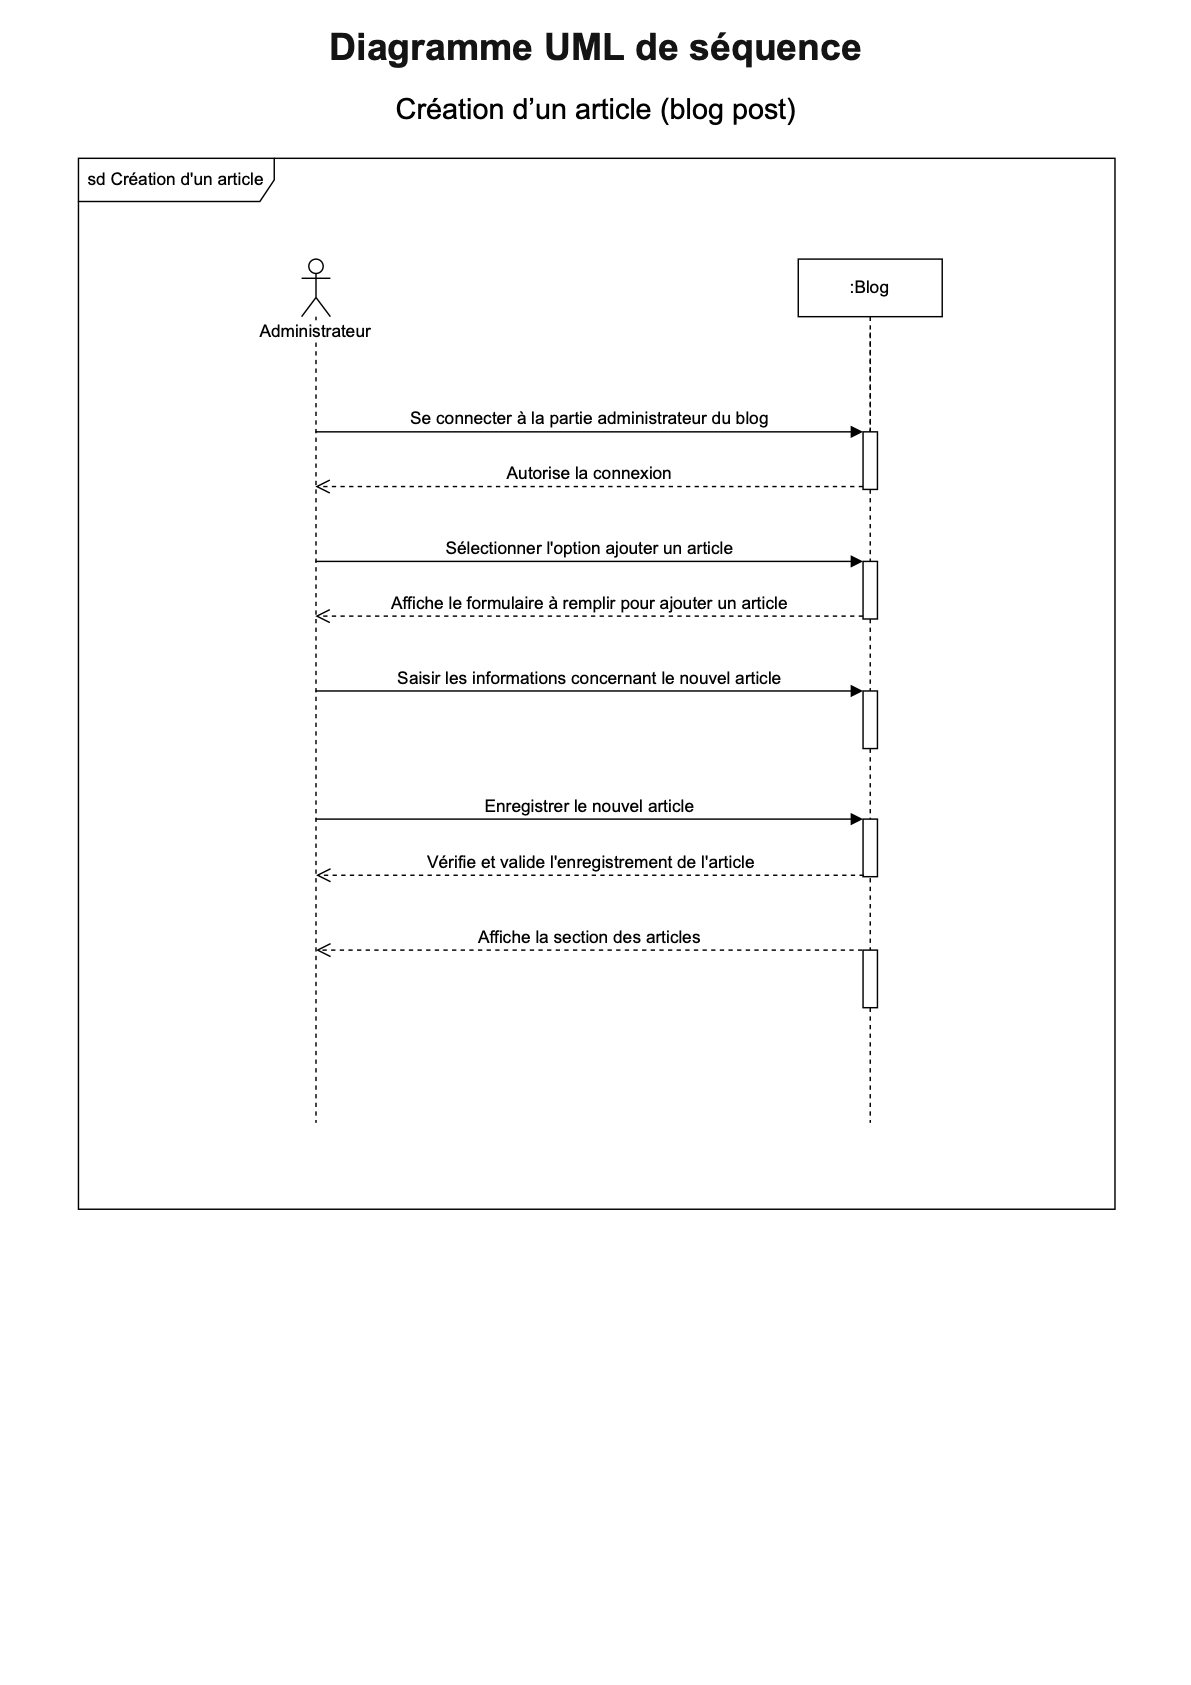 Diagramme UML de séquence
Création d’un article (blog post)
sd Création d'un article
:Blog
Administrateur
Se connecter à la partie administrateur du blog
Autorise la connexion
Sélectionner l'option ajouter un article
Affiche le formulaire à remplir pour ajouter un article
Saisir les informations concernant le nouvel article
Enregistrer le nouvel article
Vérifie et valide l'enregistrement de l'article
Affiche la section des articles